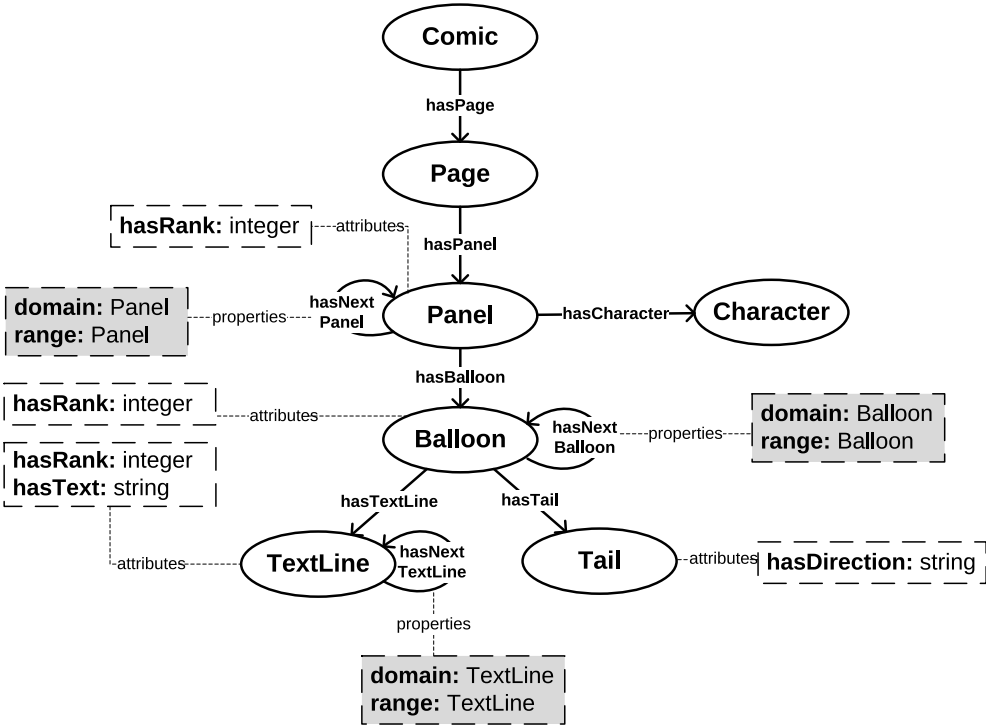 Comic
hasPage
Page
hasRank: integer
attributes
hasPanel
domain: Panel
range: Panel
properties
hasNext
Panel
Panel
hasCharacter
Character
hasBalloon
hasRank: integer
attributes
Balloon
hasNext
Balloon
properties
domain: Balloon
range: Balloon
hasRank: integer
hasText: string
attributes
hasTextLine
hasTail
TextLine
hasNext
TextLine
Tail
attributes
hasDirection: string
properties
domain: TextLine
range: TextLine